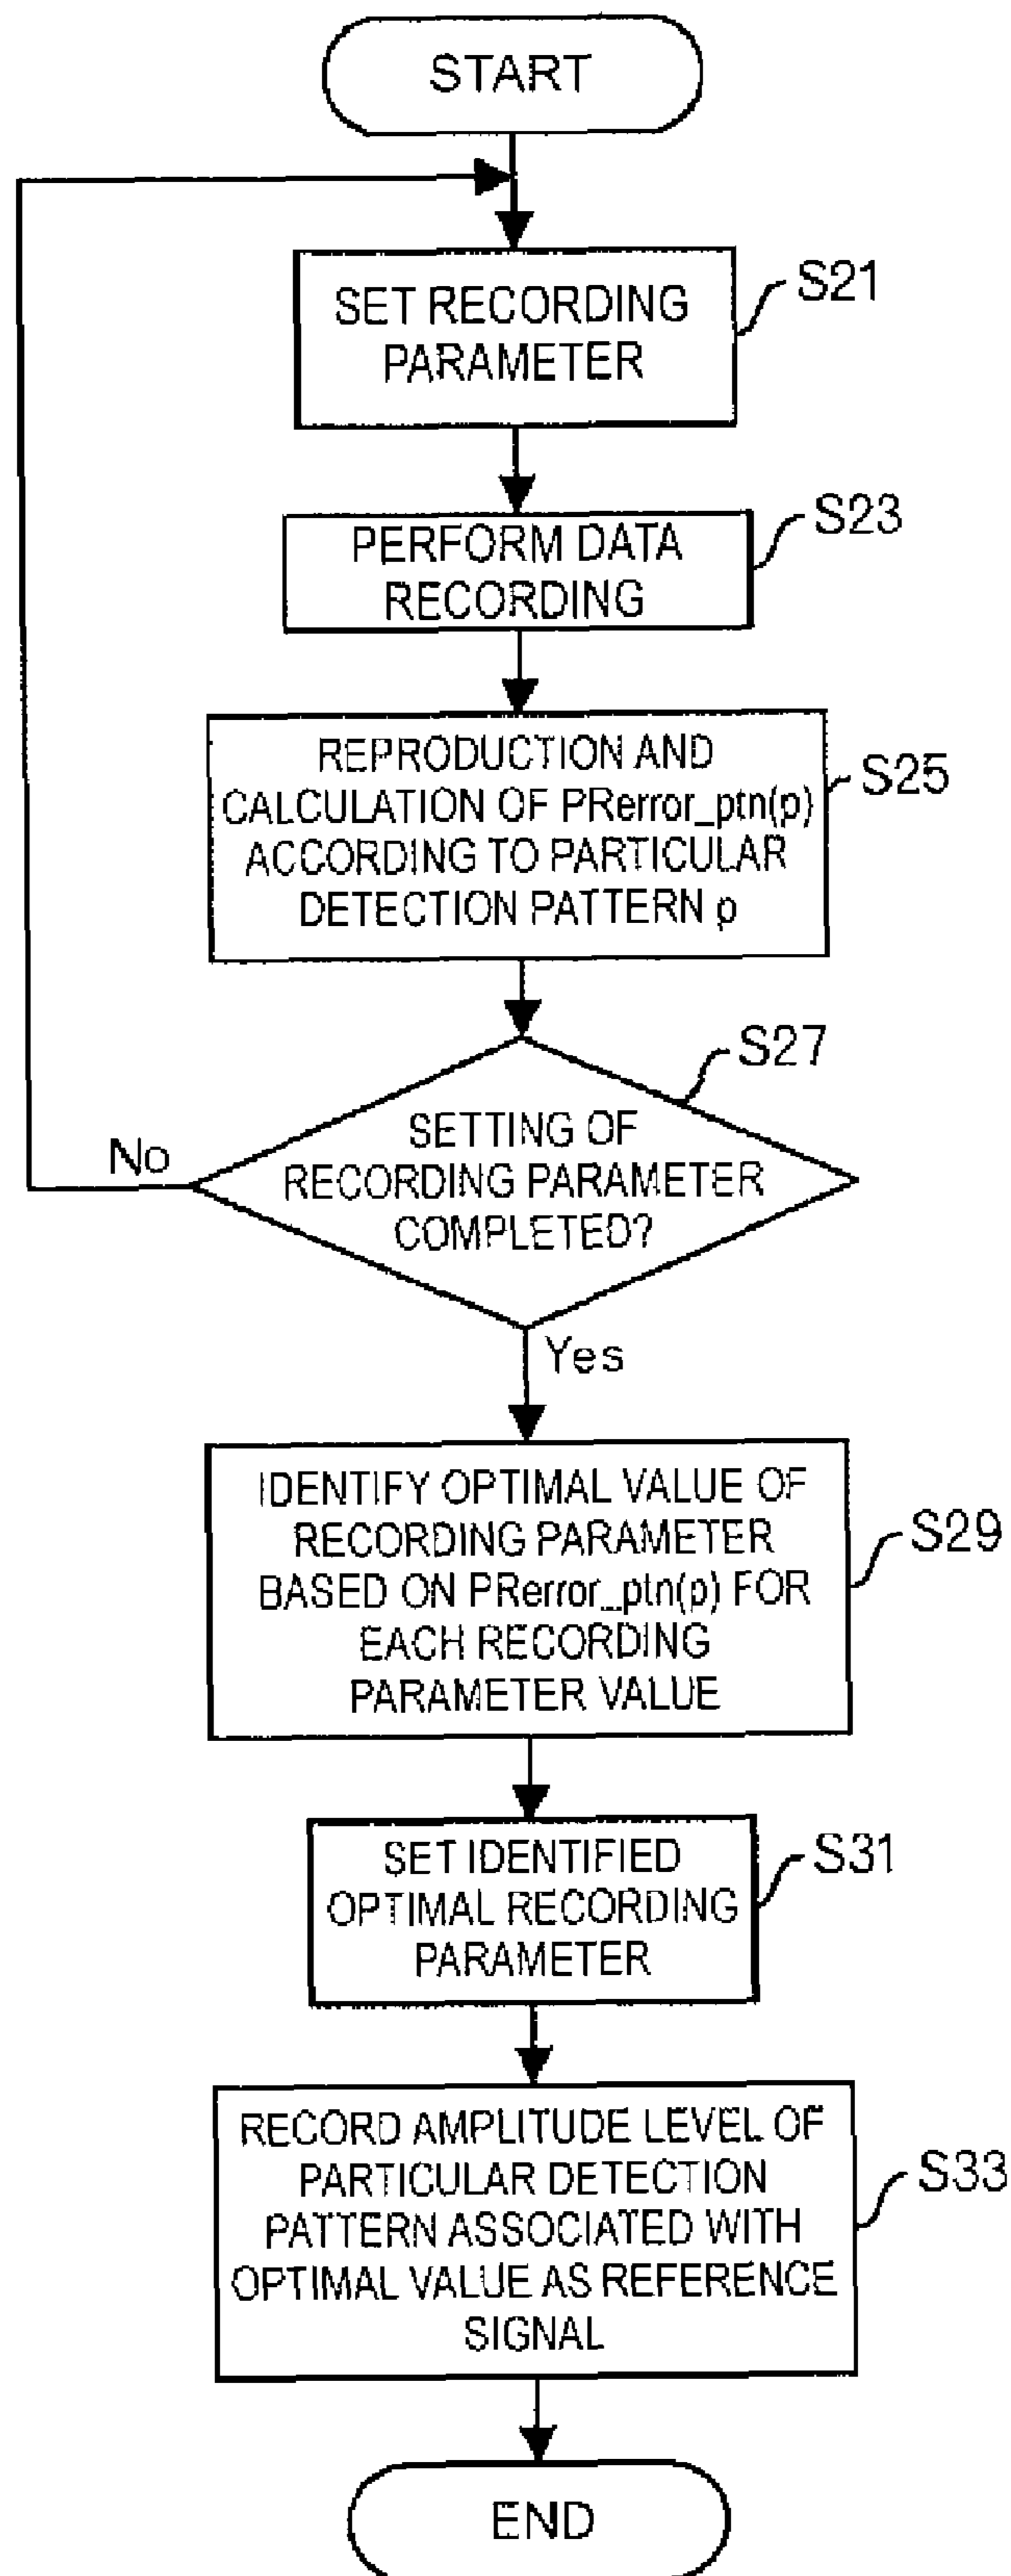 START
SET RECORDING
PARAMETER
S21
PERFORM DATA
RECORDING
S23
REPRODUCTION AND
CALCULATION OF PRerror_ptn(p)
ACCORDING TO PARTICULAR
DETECTION PATTERN p
S25
SETTING OF
RECORDING PARAMETER
COMPLETED?
S27
No
Yes
IDENTIFY OPTIMAL VALUE OF
RECORDING PARAMETER
BASED ON PRerror_ptn(p) FOR
EACH RECORDING
PARAMETER VALUE
S29
SET IDENTIFIED
OPTIMAL RECORDING
PARAMETER
S31
RECORD AMPLITUDE LEVEL OF
PARTICULAR DETECTION
PATTERN ASSOCIATED WITH
OPTIMAL VALUE AS REFERENCE
SIGNAL
S33
END